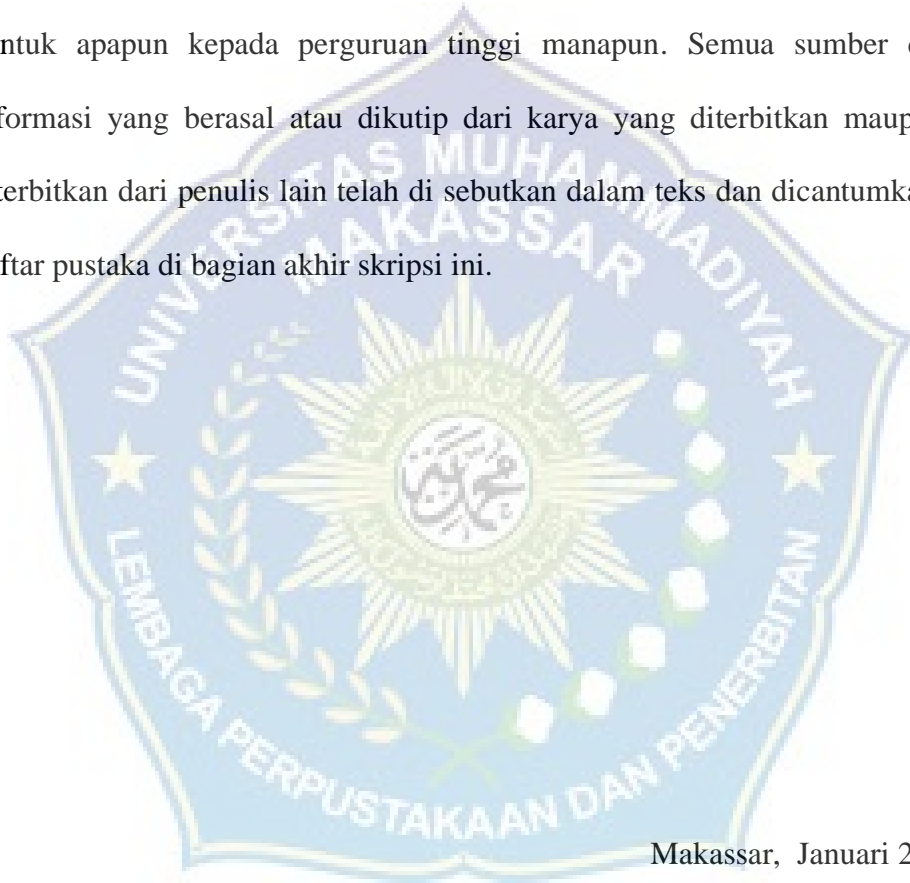 ntuk apapun kepada perguruan tinggi manapun. Semua sumber
formasi yang berasal atau dikutip dari karya yang diterbitkan maup
terbitkan dari penulis lain telah di sebutkan dalam teks dan dicantumka
ftar pustaka di bagian akhir skripsi ini.
UNIVERSITAS MUHAMMADIYAH
MAKASSAR
LEMBAGA PERPUSTAKAAN DAN PENERBITAN
Makassar, Januari 2